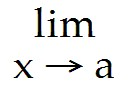 lim
x → a